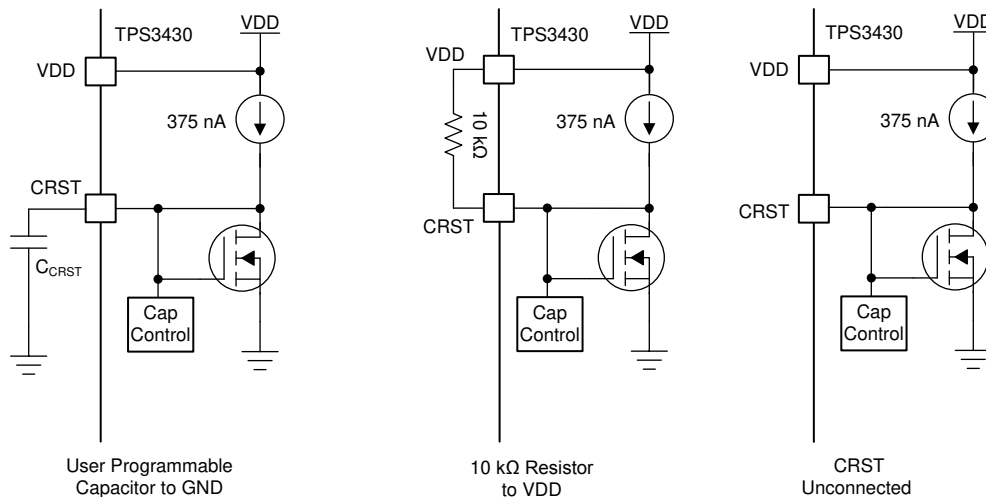 TPS3430
VDD
VDD
375 nA
CRST
C_CRST
Cap
Control
User Programmable
Capacitor to GND
TPS3430
VDD
VDD
10 kΩ
375 nA
CRST
Cap
Control
10 kΩ Resistor
to VDD
TPS3430
VDD
VDD
375 nA
CRST
Cap
Control
CRST
Unconnected